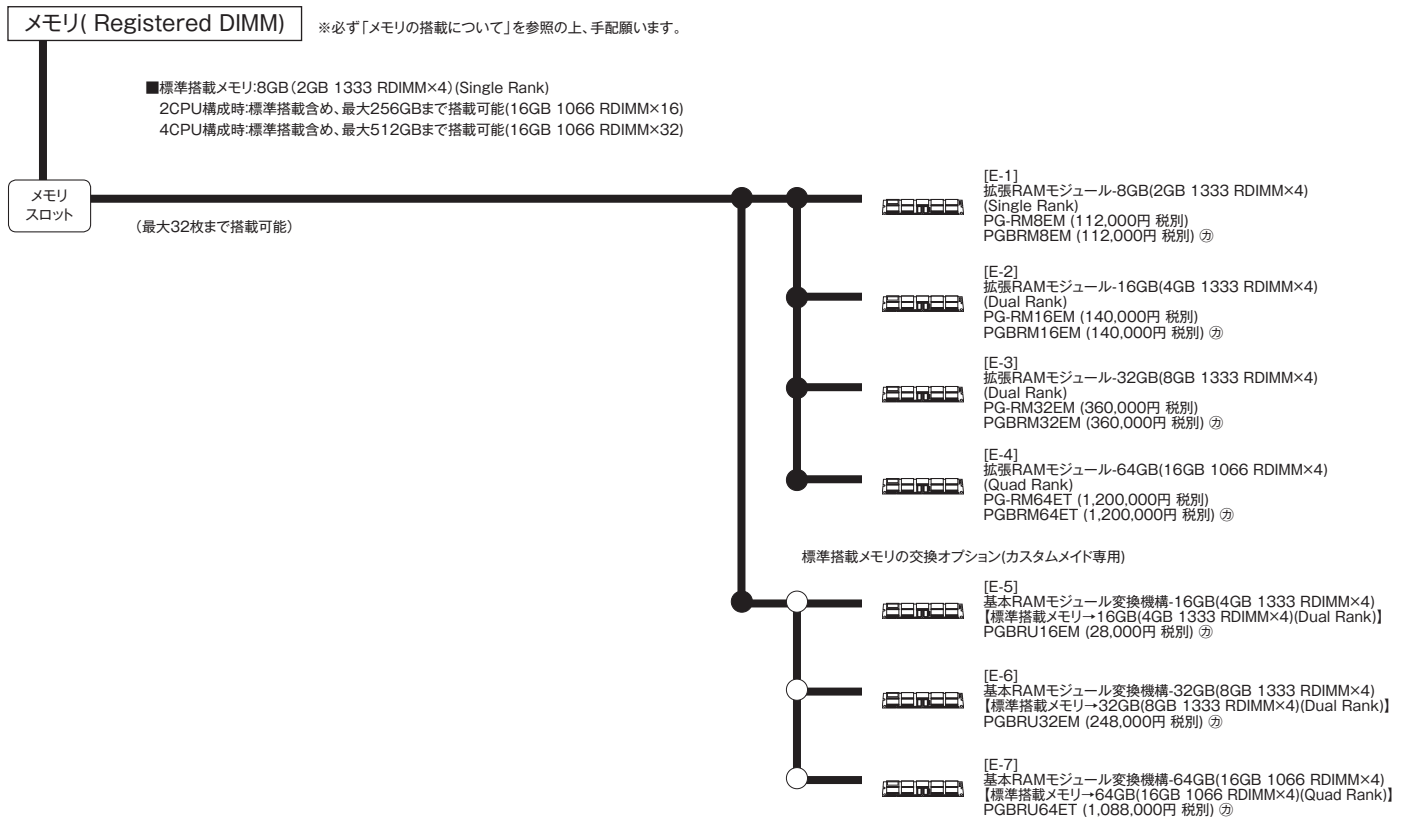 メモリ( Registered DIMM)
※必ず「メモリの搭載について」を参照の上、手配願います。
■標準搭載メモリ:8GB(2GB 1333 RDIMM×4)(Single Rank)
2CPU構成時:標準搭載含め、最大256GBまで搭載可能(16GB 1066 RDIMM×16)
4CPU構成時:標準搭載含め、最大512GBまで搭載可能(16GB 1066 RDIMM×32)
メモリ
スロット
(最大32枚まで搭載可能)
[E-1]
拡張RAMモジュール-8GB(2GB 1333 RDIMM×4)
(Single Rank)
PG-RM8EM (112,000円 税別)
PGBRM8EM (112,000円 税別) ㋕
[E-2]
拡張RAMモジュール-16GB(4GB 1333 RDIMM×4)
(Dual Rank)
PG-RM16EM (140,000円 税別)
PGBRM16EM (140,000円 税別) ㋕
[E-3]
拡張RAMモジュール-32GB(8GB 1333 RDIMM×4)
(Dual Rank)
PG-RM32EM (360,000円 税別)
PGBRM32EM (360,000円 税別) ㋕
[E-4]
拡張RAMモジュール-64GB(16GB 1066 RDIMM×4)
(Quad Rank)
PG-RM64ET (1,200,000円 税別)
PGBRM64ET (1,200,000円 税別) ㋕
標準搭載メモリの交換オプション(カスタムメイド専用)
[E-5]
基本RAMモジュール変換機構-16GB(4GB 1333 RDIMM×4)
【標準搭載メモリ→16GB(4GB 1333 RDIMM×4)(Dual Rank)】
PGBRU16EM (28,000円 税別) ㋕
[E-6]
基本RAMモジュール変換機構-32GB(8GB 1333 RDIMM×4)
【標準搭載メモリ→32GB(8GB 1333 RDIMM×4)(Dual Rank)】
PGBRU32EM (248,000円 税別) ㋕
[E-7]
基本RAMモジュール変換機構-64GB(16GB 1066 RDIMM×4)
【標準搭載メモリ→64GB(16GB 1066 RDIMM×4)(Quad Rank)】
PGBRU64ET (1,088,000円 税別) ㋕